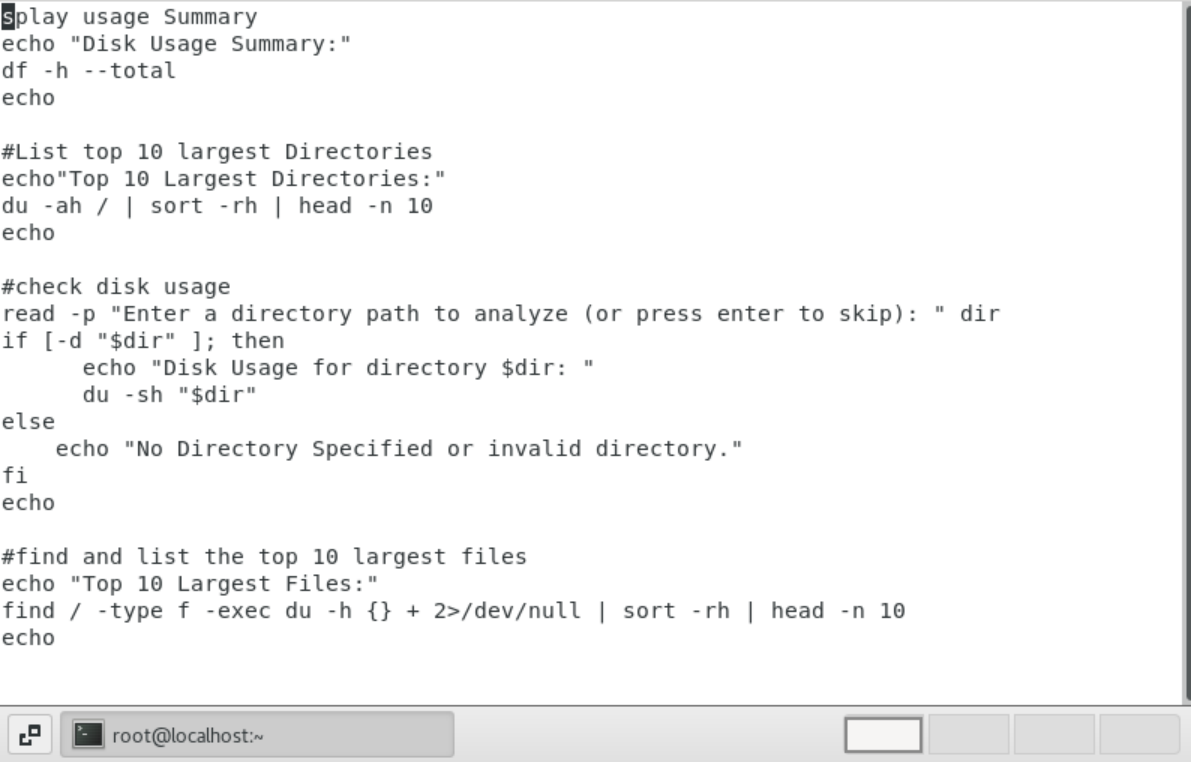 splay usage Summary
echo "Disk Usage Summary:"
df -h --total
echo
#List top 10 largest Directories
echo"Top 10 Largest Directories:"
du -ah / | sort -rh | head -n 10
echo
#check disk usage
read -p "Enter a directory path to analyze (or press enter to skip): " dir
if [-d "$dir" ]; then
      echo "Disk Usage for directory $dir: "
      du -sh "$dir"
else
    echo "No Directory Specified or invalid directory."
fi
echo
#find and list the top 10 largest files
echo "Top 10 Largest Files:"
find / -type f -exec du -h {} + 2>/dev/null | sort -rh | head -n 10
echo
root@localhost:~